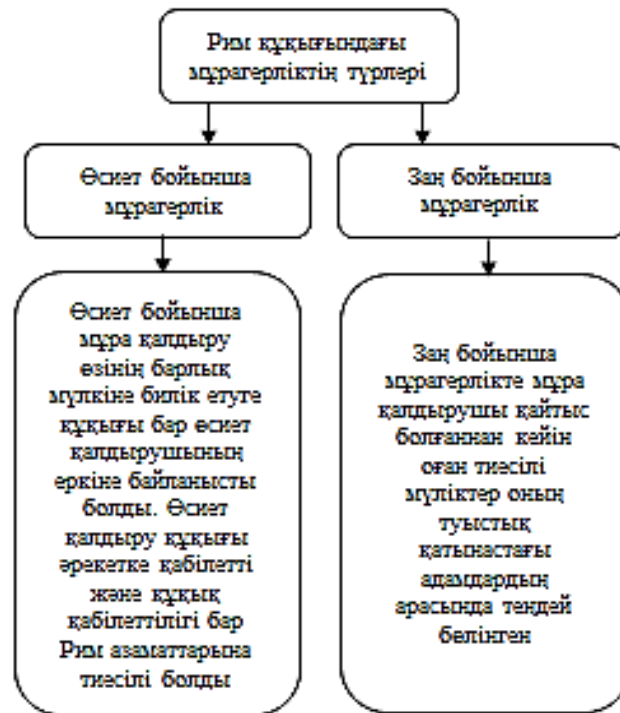 Рим құқығындағы
мұрагерліктің түрлері
Өсиет бойынша
мұрагерлік
Заң бойынша
мұрагерлік
Өсиет бойынша
мұра қалдыру
өзінің барлық
мүлкіне билік етуге
құқығы бар өсиет
қалдырушының
еркіне байланысты
болды. Өсиет
қалдыру құқығы
әрекетке қабілетті
және құқық
қабілеттілігі бар
Рим азаматтарына
тиесілі болды
Заң бойынша
мұрагерлікте мұра
қалдырушы қайтыс
болғаннан кейін
оған тиесілі
мүліктер оның
туыстық
қатынастағы
адамдардың
арасында теңдей
бөлінген